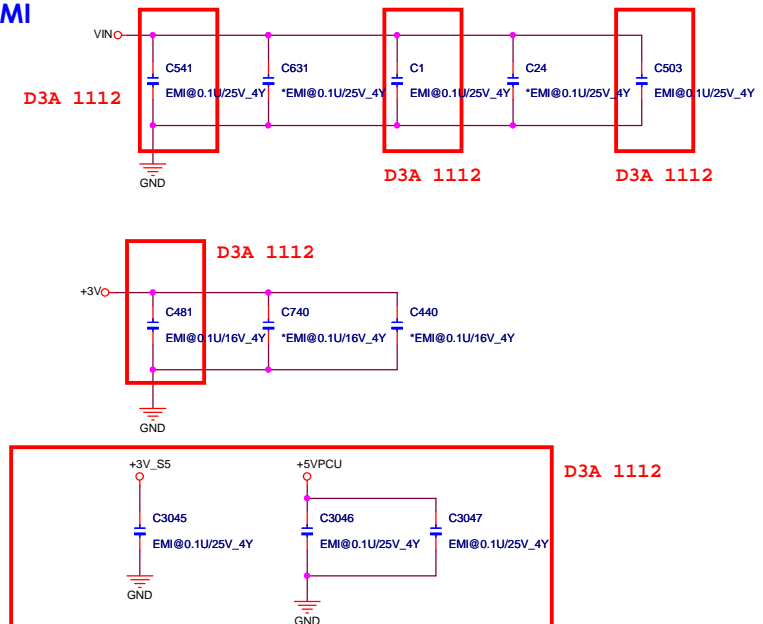 MI
VIN
C541
C631
C1
C24
C503
EMI@0.1U/25V_4Y
*EMI@0.1U/25V_4Y
EMI@0.1U/25V_4Y
*EMI@0.1U/25V_4Y
EMI@0.1U/25V_4Y
D3A 1112
GND
D3A 1112
D3A 1112
D3A 1112
+3V
C481
C740
C440
EMI@0.1U/16V_4Y
*EMI@0.1U/16V_4Y
*EMI@0.1U/16V_4Y
GND
+3V_S5
+5VPCU
D3A 1112
C3045
C3046
C3047
EMI@0.1U/25V_4Y
EMI@0.1U/25V_4Y
EMI@0.1U/25V_4Y
GND
GND